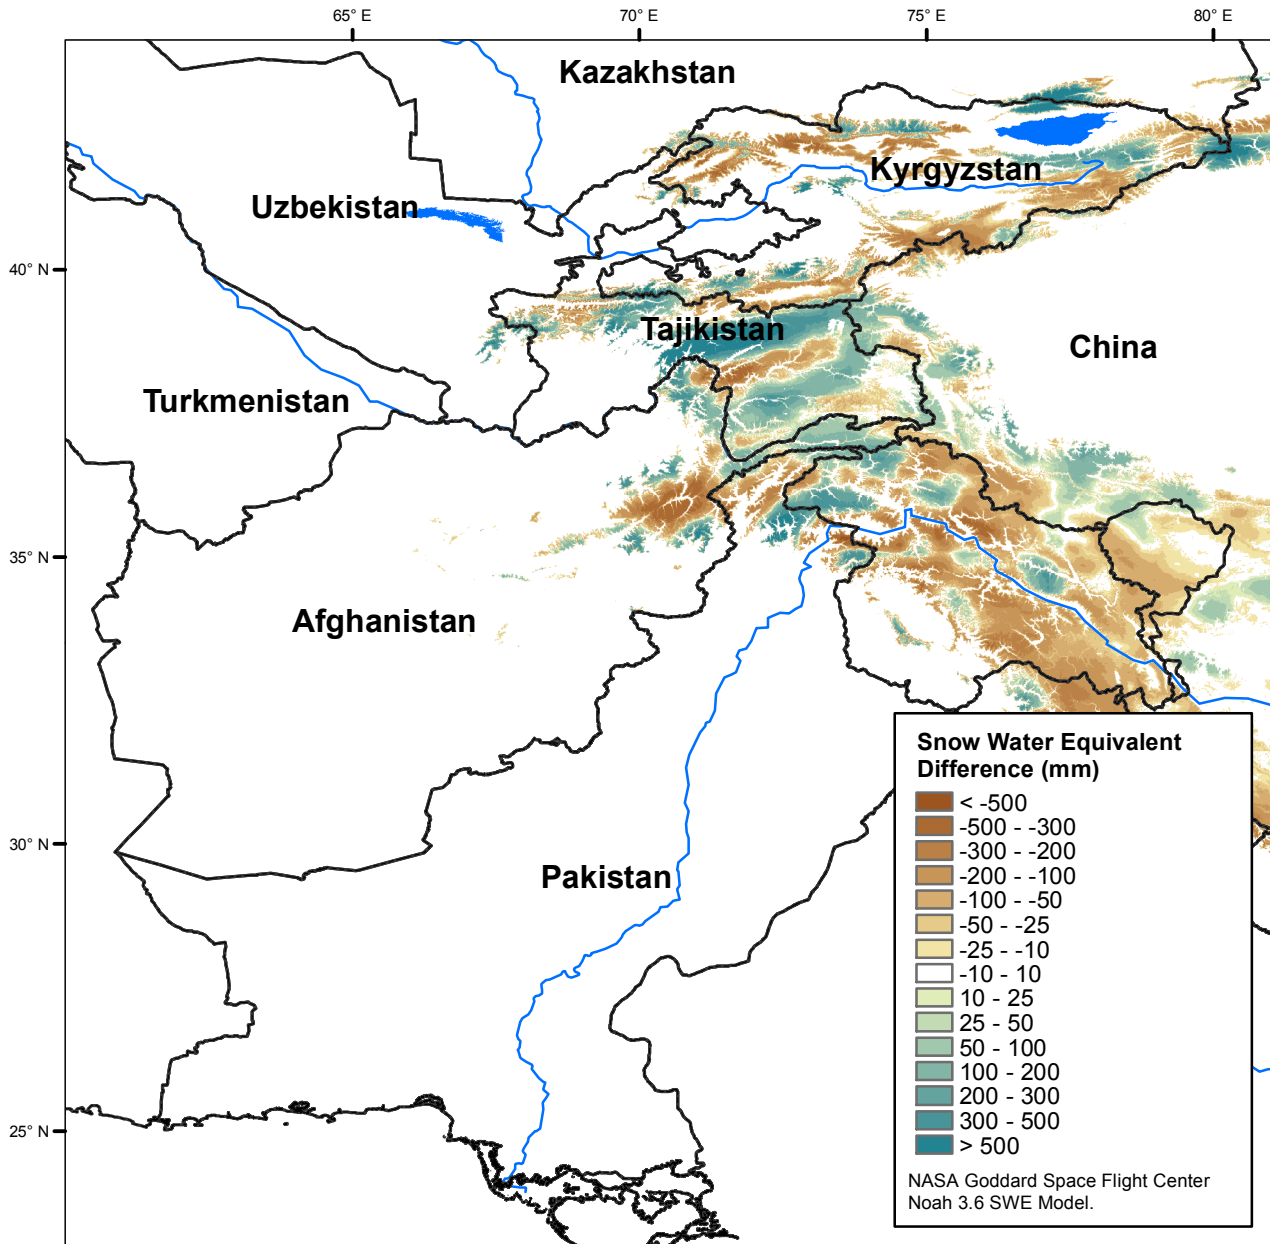 65° E
70° E
75° E
80° E
Kazakhstan
Kyrgyzstan
Uzbekistan
40° N
Tajikistan
China
Turkmenistan
35° N
Afghanistan
30° N
Pakistan
25° N
Snow Water Equivalent
Difference (mm)
< -500
-500 - -300
-300 - -200
-200 - -100
-100 - -50
-50 - -25
-25 - -10
-10 - 10
10 - 25
25 - 50
50 - 100
100 - 200
200 - 300
300 - 500
> 500
NASA Goddard Space Flight Center
Noah 3.6 SWE Model.